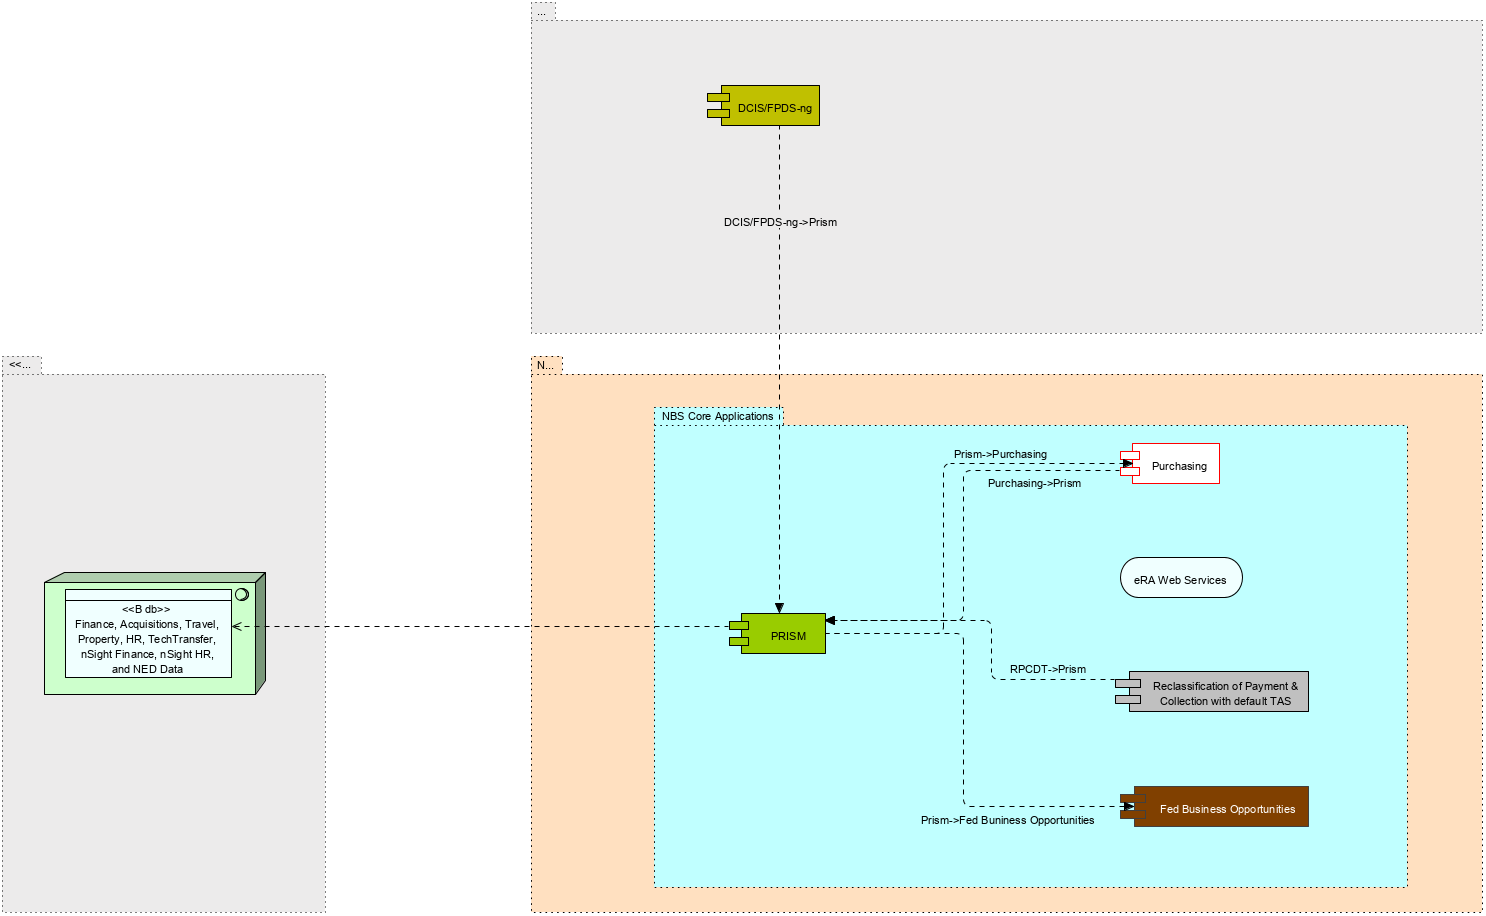 ...
DCIS/FPDS-ng
DCIS/FPDS-ng->Prism
<<...
N...
NBS Core Applications
Prism->Purchasing
Purchasing
Purchasing->Prism
eRA Web Services
<<B db>>
Finance, Acquisitions, Travel,
Property, HR, TechTransfer,
nSight Finance, nSight HR,
and NED Data
PRISM
RPCDT->Prism
Reclassification of Payment &
Collection with default TAS
Fed Business Opportunities
Prism->Fed Buniness Opportunities